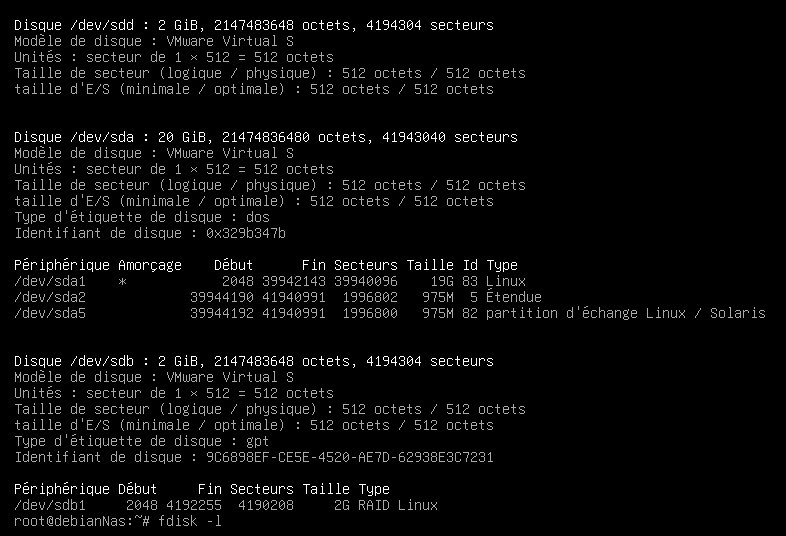 Disque /dev/sdd : 2 GiB, 2147483648 octets, 4194304 secteurs
Modèle de disque : VMware Virtual S
Unités : secteur de 1 × 512 = 512 octets
Taille de secteur (logique / physique) : 512 octets / 512 octets
taille d'E/S (minimale / optimale) : 512 octets / 512 octets
Disque /dev/sda : 20 GiB, 21474836480 octets, 41943040 secteurs
Modèle de disque : VMware Virtual S
Unités : secteur de 1 × 512 = 512 octets
Taille de secteur (logique / physique) : 512 octets / 512 octets
taille d'E/S (minimale / optimale) : 512 octets / 512 octets
Type d'étiquette de disque : dos
Identifiant de disque : 0x329b347b
Périphérique Amorçage    Début      Fin Secteurs Taille Id Type
/dev/sda1    *            2048 39942143 39940096    19G 83 Linux
/dev/sda2             39944190 41940991  1996802   975M  5 Étendue
/dev/sda5             39944192 41940991  1996800   975M 82 partition d'échange Linux / Solaris
Disque /dev/sdb : 2 GiB, 2147483648 octets, 4194304 secteurs
Modèle de disque : VMware Virtual S
Unités : secteur de 1 × 512 = 512 octets
Taille de secteur (logique / physique) : 512 octets / 512 octets
taille d'E/S (minimale / optimale) : 512 octets / 512 octets
Type d'étiquette de disque : gpt
Identifiant de disque : 9C6898EF-CE5E-4520-AE7D-62938E3C7231
Périphérique Début     Fin Secteurs Taille Type
/dev/sdb1     2048 4192255  4190208     2G RAID Linux
root@debianNas:~# fdisk -l